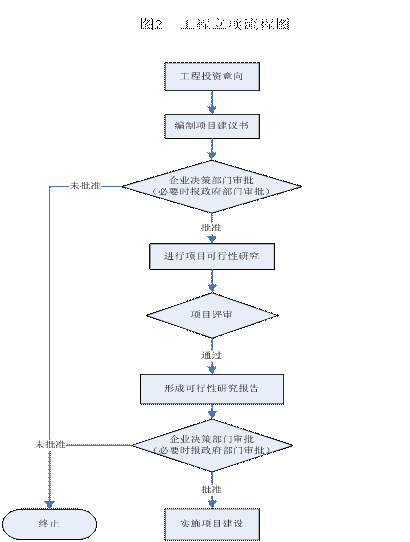 图2 工程立项流程图
工程投资意向
编制项目建议书
企业决策部门审批
（必要时报政府部门审批）
未批准
批准
进行项目可行性研究
项目评审
通过
形成可行性研究报告
企业决策部门审批
（必要时报政府部门审批）
未批准
批准
终止
实施项目建设